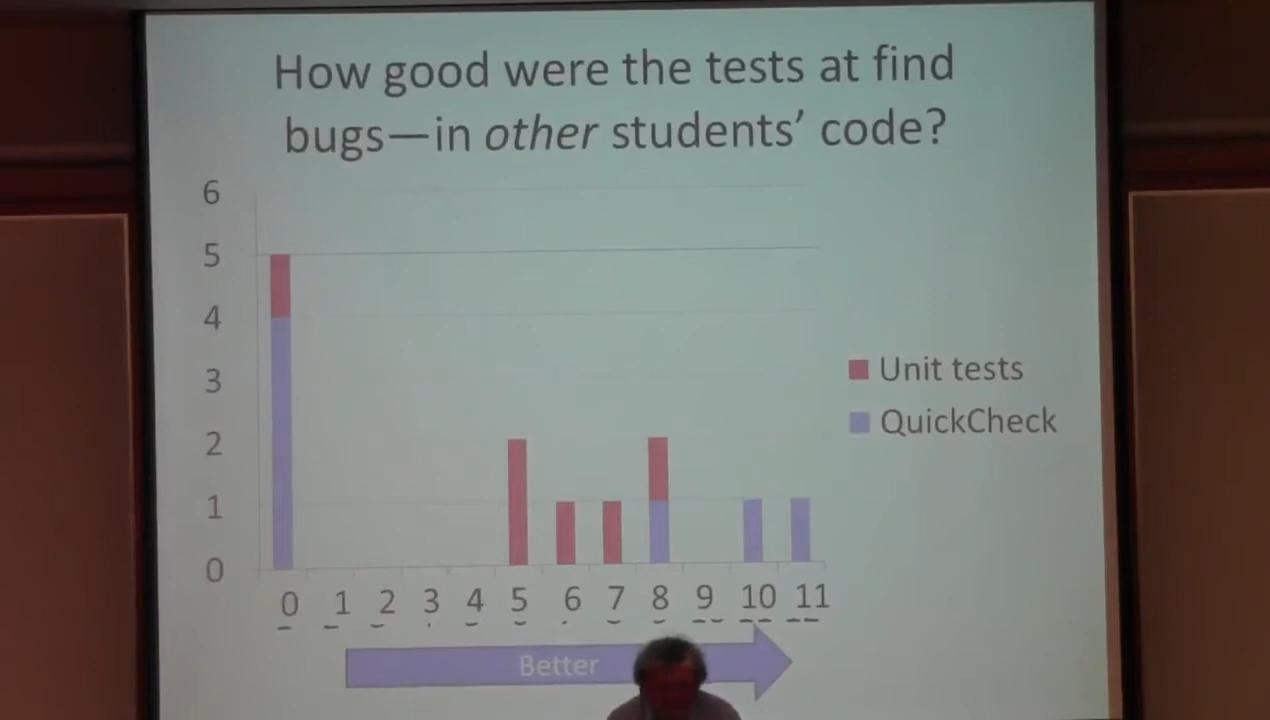 How good were the tests at find
bugs—in other students' code?
6
5
4
3
2
1
0
0 1 2 3 4 5 6 7 8 9 10 11
Unit tests
QuickCheck
Better